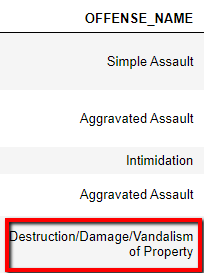 OFFENSE_NAME
Simple Assault
Aggravated Assault
Intimidation
Aggravated Assault
Destruction/Damage/Vandalism
of Property